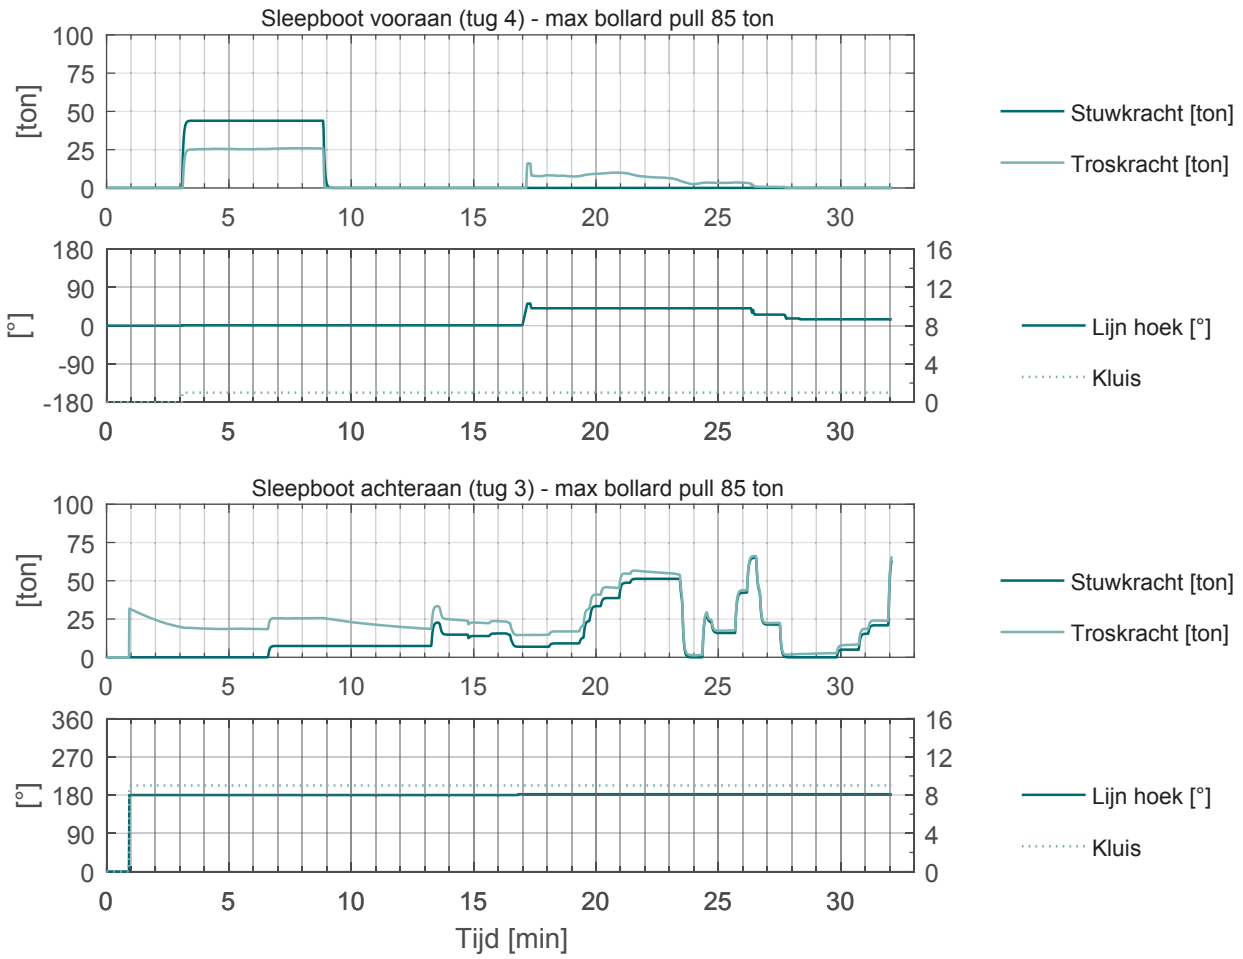 Sleepboot vooraan (tug 4) - max bollard pull 85 ton
100
75
50
25
0
[ton]
0 5 10 15 20 25 30
Stuwkracht [ton]
Troskracht [ton]
180
90
0
-90
-180
[°]
16
12
8
4
0
0 5 10 15 20 25 30
Lijn hoek [°]
Kluis
Sleepboot achteraan (tug 3) - max bollard pull 85 ton
100
75
50
25
0
[ton]
0 5 10 15 20 25 30
Stuwkracht [ton]
Troskracht [ton]
360
270
180
90
0
[°]
16
12
8
4
0
0 5 10 15 20 25 30
Lijn hoek [°]
Kluis
Tijd [min]